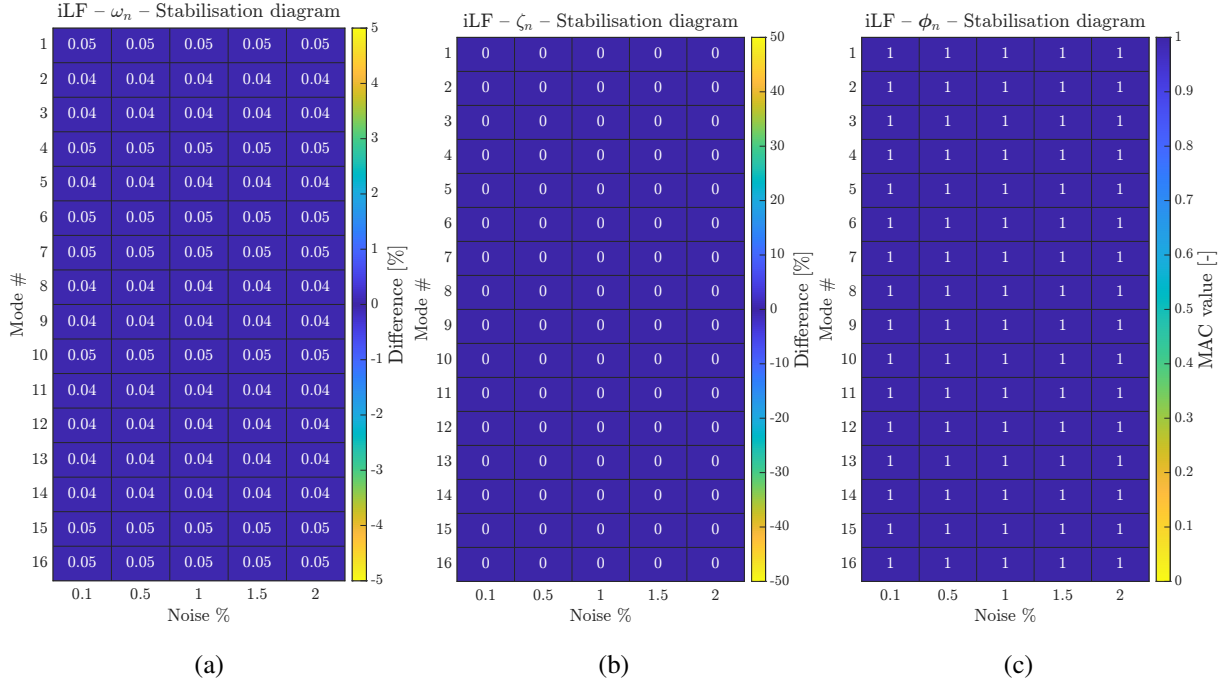 iLF – ωn – Stabilisation diagram
Mode #
1 0.05 0.05 0.05 0.05 0.05
2 0.04 0.04 0.04 0.04 0.04
3 0.04 0.04 0.04 0.04 0.04
4 0.05 0.05 0.05 0.05 0.05
5 0.04 0.04 0.04 0.04 0.04
6 0.05 0.05 0.05 0.05 0.05
7 0.05 0.05 0.05 0.05 0.05
8 0.04 0.04 0.04 0.04 0.04
9 0.04 0.04 0.04 0.04 0.04
10 0.05 0.05 0.05 0.05 0.05
11 0.04 0.04 0.04 0.04 0.04
12 0.04 0.04 0.04 0.04 0.04
13 0.04 0.04 0.04 0.04 0.04
14 0.04 0.04 0.04 0.04 0.04
15 0.05 0.05 0.05 0.05 0.05
16 0.05 0.05 0.05 0.05 0.05
0.1 0.5 1 1.5 2
Noise %
5
4
3
2
1
0
-1
-2
-3
-4
-5
Difference [%]
(a)
iLF – ζn – Stabilisation diagram
Mode #
1 0 0 0 0 0
2 0 0 0 0 0
3 0 0 0 0 0
4 0 0 0 0 0
5 0 0 0 0 0
6 0 0 0 0 0
7 0 0 0 0 0
8 0 0 0 0 0
9 0 0 0 0 0
10 0 0 0 0 0
11 0 0 0 0 0
12 0 0 0 0 0
13 0 0 0 0 0
14 0 0 0 0 0
15 0 0 0 0 0
16 0 0 0 0 0
0.1 0.5 1 1.5 2
Noise %
50
40
30
20
10
0
-10
-20
-30
-40
-50
Difference [%]
(b)
iLF – ϕn – Stabilisation diagram
Mode #
1 1 1 1 1 1
2 1 1 1 1 1
3 1 1 1 1 1
4 1 1 1 1 1
5 1 1 1 1 1
6 1 1 1 1 1
7 1 1 1 1 1
8 1 1 1 1 1
9 1 1 1 1 1
10 1 1 1 1 1
11 1 1 1 1 1
12 1 1 1 1 1
13 1 1 1 1 1
14 1 1 1 1 1
15 1 1 1 1 1
16 1 1 1 1 1
0.1 0.5 1 1.5 2
Noise %
1
0.9
0.8
0.7
0.6
0.5
0.4
0.3
0.2
0.1
0
MAC value [-]
(c)